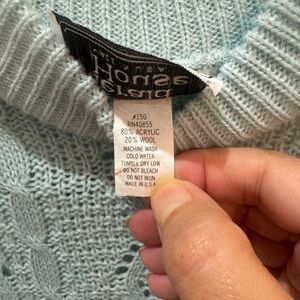 House
#150
RN40855
80% ACRYLIC
20% WOOL
MACHINE WASH
COLD WATER
TUMBLE DRY LOW
DO NOT BLEACH
DO NOT IRON
MADE IN U.S.A